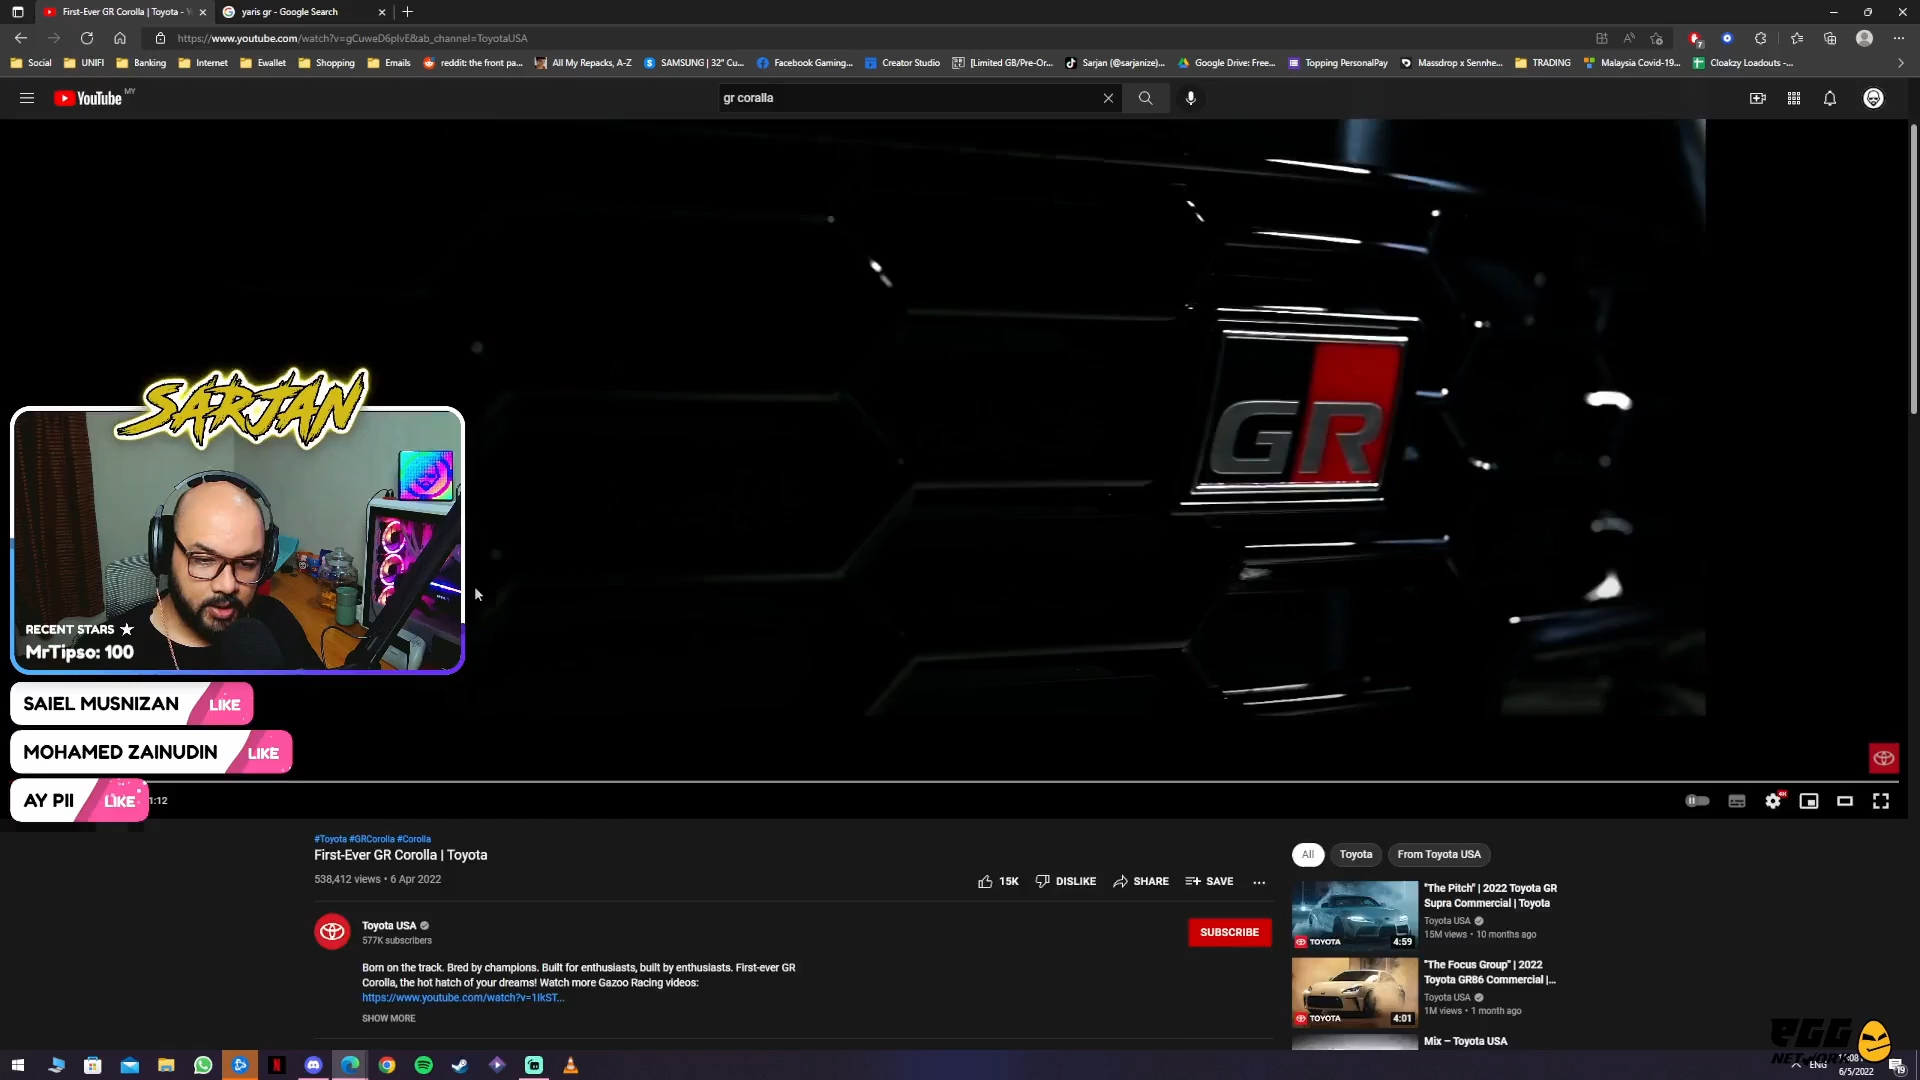 First-Ever GR Corolla | Toyota -
yaris gr - Google Search
https://www.youtube.com/watch?v=gCuweD6plvE&ab_channel=ToyotaUSA
Social
UNIFI
Banking
Internet
Ewallet
Shopping
Emails
reddit: the front pa...
All My Repacks, A-Z
SAMSUNG | 32" Cu...
Facebook Gaming...
Creator Studio
[Limited GB/Pre-Or...
Sarjan (@sarjanize)...
Google Drive: Free...
Topping PersonalPay
Massdrop x Sennhe...
TRADING
Malaysia Covid-19...
Cloakzy Loadouts -...
YouTube MY
gr coralla
GR
SARJAN
RECENT STARS
MrTipso: 100
SAIEL MUSNIZAN LIKE
MOHAMED ZAINUDIN LIKE
AY PII LIKE
1:12
#Toyota #GRCorolla #Corolla
First-Ever GR Corolla | Toyota
538,412 views • 6 Apr 2022
15K
DISLIKE
SHARE
SAVE
Toyota USA
577K subscribers
SUBSCRIBE
Born on the track. Bred by champions. Built for enthusiasts, built by enthusiasts. First-ever GR
Corolla, the hot hatch of your dreams! Watch more Gazoo Racing videos:
https://www.youtube.com/watch?v=1IkST...
SHOW MORE
All
Toyota
From Toyota USA
"The Pitch" | 2022 Toyota GR
Supra Commercial | Toyota
Toyota USA
15M views • 10 months ago
TOYOTA
4:59
"The Focus Group" | 2022
Toyota GR86 Commercial |...
Toyota USA
1M views • 1 month ago
TOYOTA
4:01
Mix – Toyota USA
EGG
NETWORK
ENG
6/5/2022
19